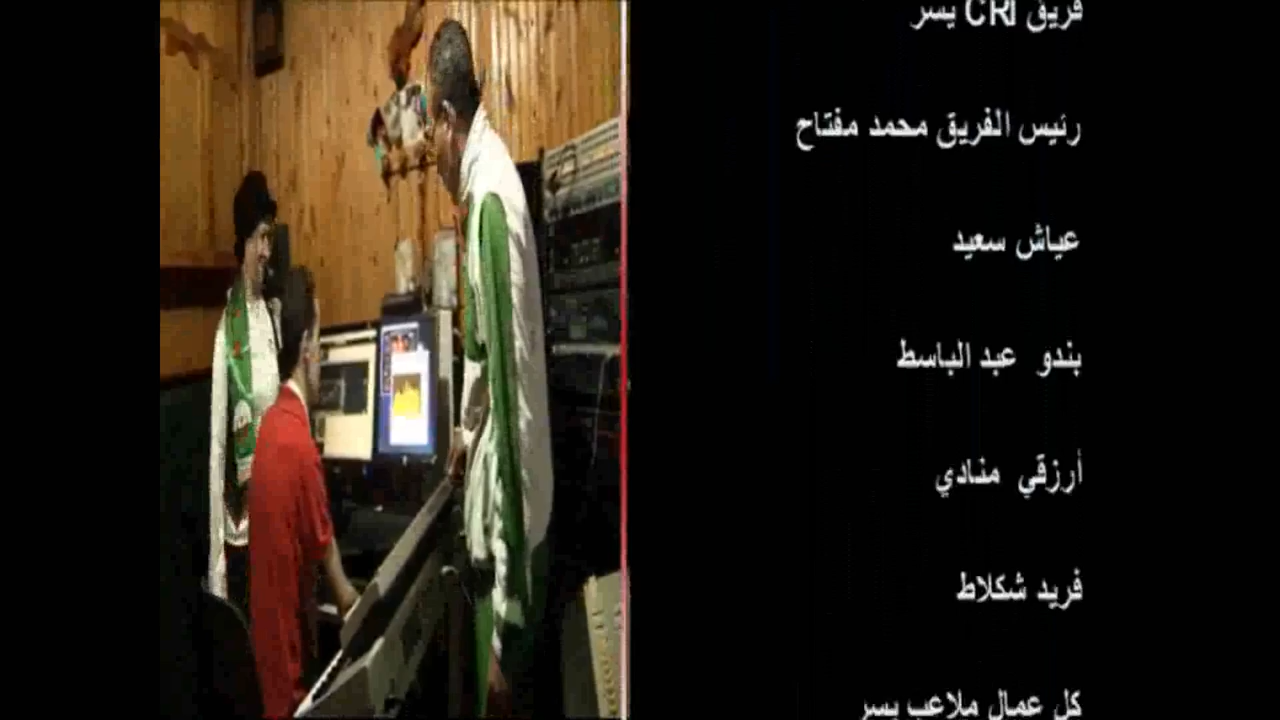 فريق CRI يسر
رئيس الفريق محمد مفتاح
عياش سعيد
بندو عبد الباسط
أرزقي منادي
فريد شكلاط
كل عمال ملاعب يسر